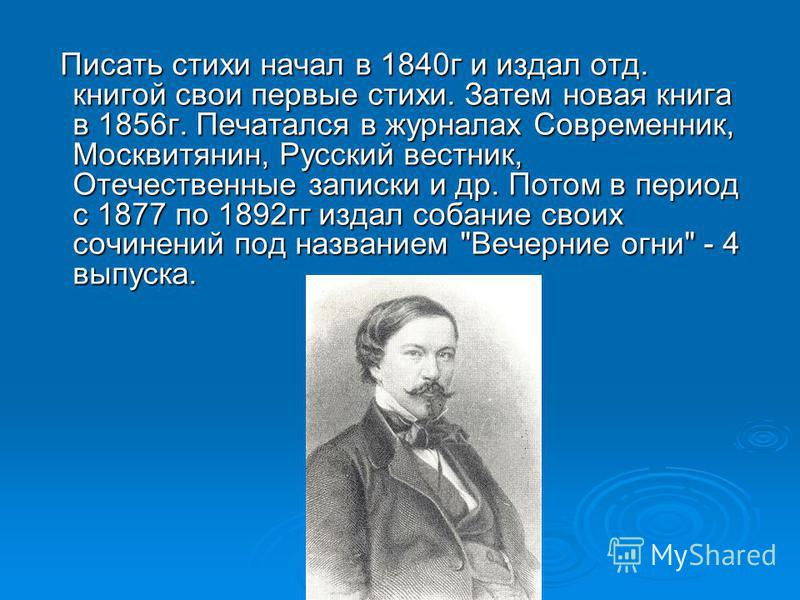 Писать стихи начал в 1840г и издал отд.
книгой свои первые стихи. Затем новая книга
в 1856г. Печатался в журналах Современник,
Москвитянин, Русский вестник,
Отечественные записки и др. Потом в период
с 1877 по 1892гг издал собание своих
сочинений под названием "Вечерние огни" - 4
выпуска.
MyShared